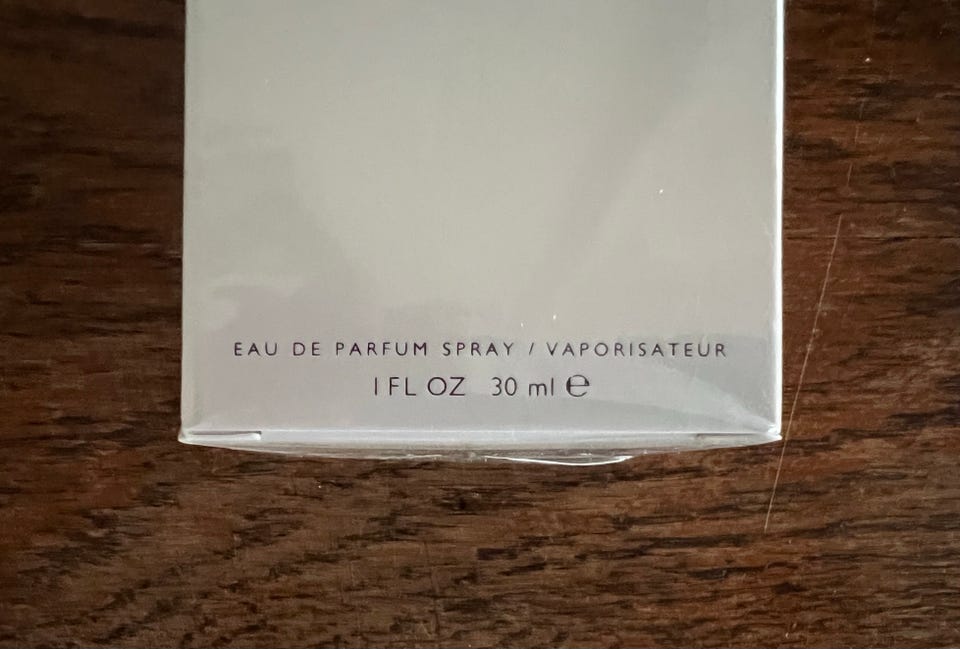 EAU DE PARFUM SPRAY / VAPORISATEUR
1 FL OZ 30 ml ℮